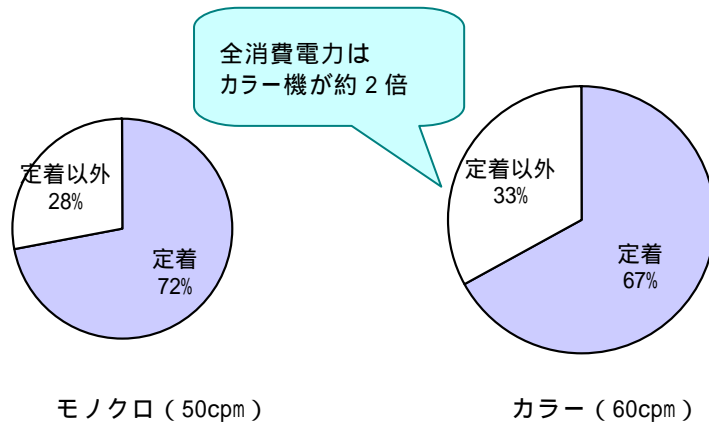 全消費電力は
カラー機が約２倍
定着以外
28%
定着
72%
定着以外
33%
定着
67%
モノクロ（50cpm）
カラー（60cpm）